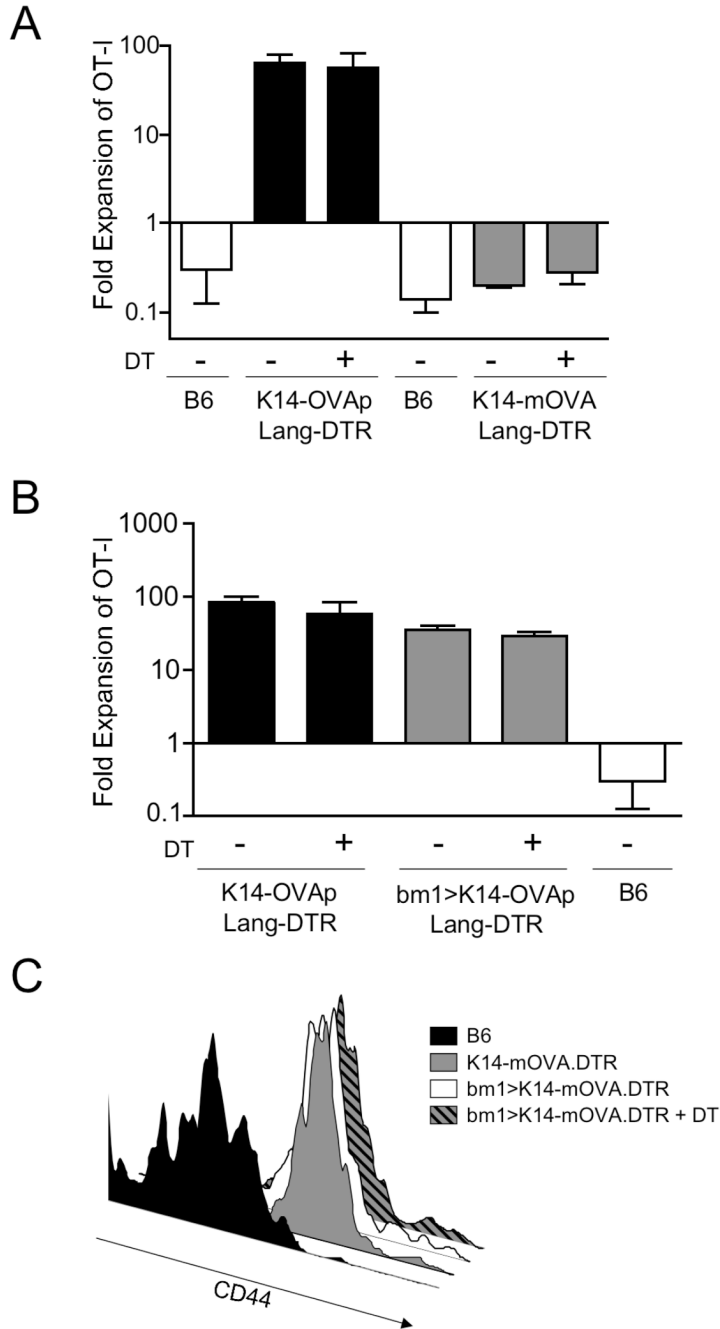 A
Fold Expansion of OT-I
100
10
1
0.1
DT - - + - - +
B6 K14-OVAp B6 K14-mOVA
Lang-DTR Lang-DTR
B
Fold Expansion of OT-I
1000
100
10
1
0.1
DT - + - + -
K14-OVAp bm1>K14-OVAp B6
Lang-DTR Lang-DTR
C
B6
K14-mOVA.DTR
bm1>K14-mOVA.DTR
bm1>K14-mOVA.DTR + DT
CD44